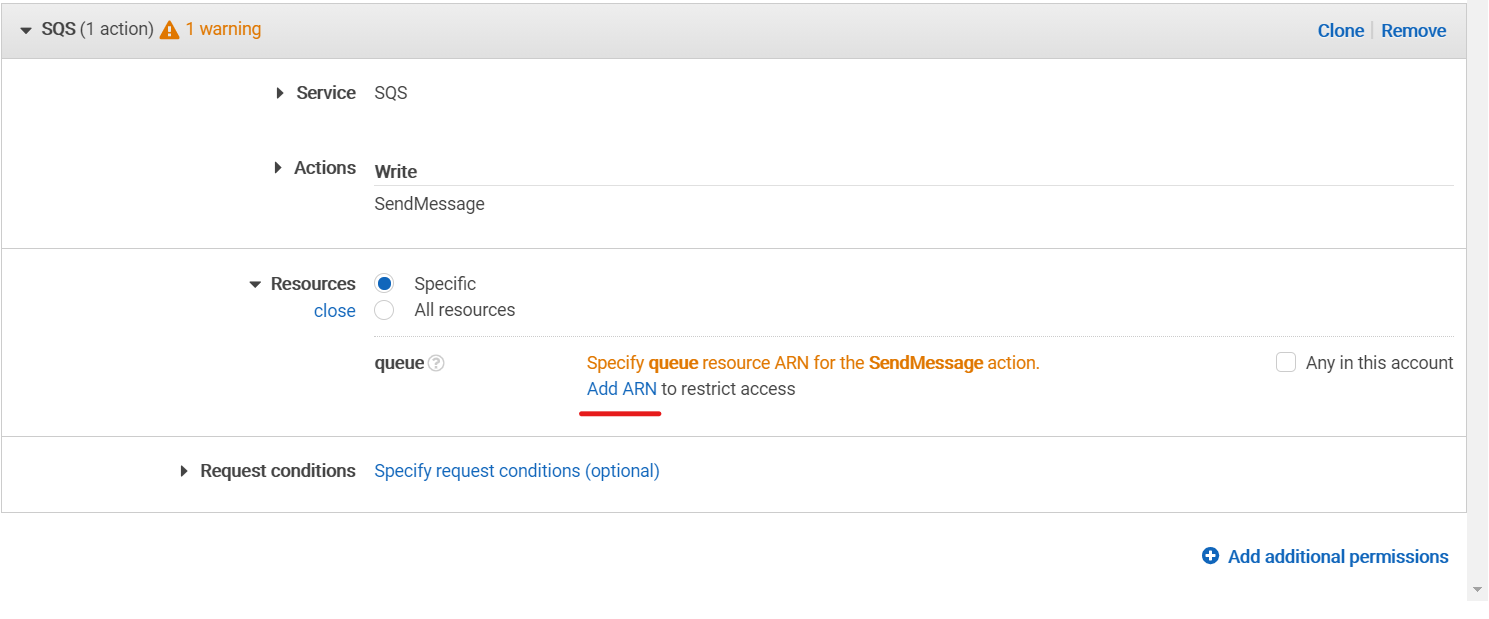 SQS (1 action) 1 warning Clone Remove
Service SQS
Actions Write
SendMessage
Resources Specific
close All resources
queue ? Specify queue resource ARN for the SendMessage action. Any in this account
Add ARN to restrict access
Request conditions Specify request conditions (optional)
Add additional permissions